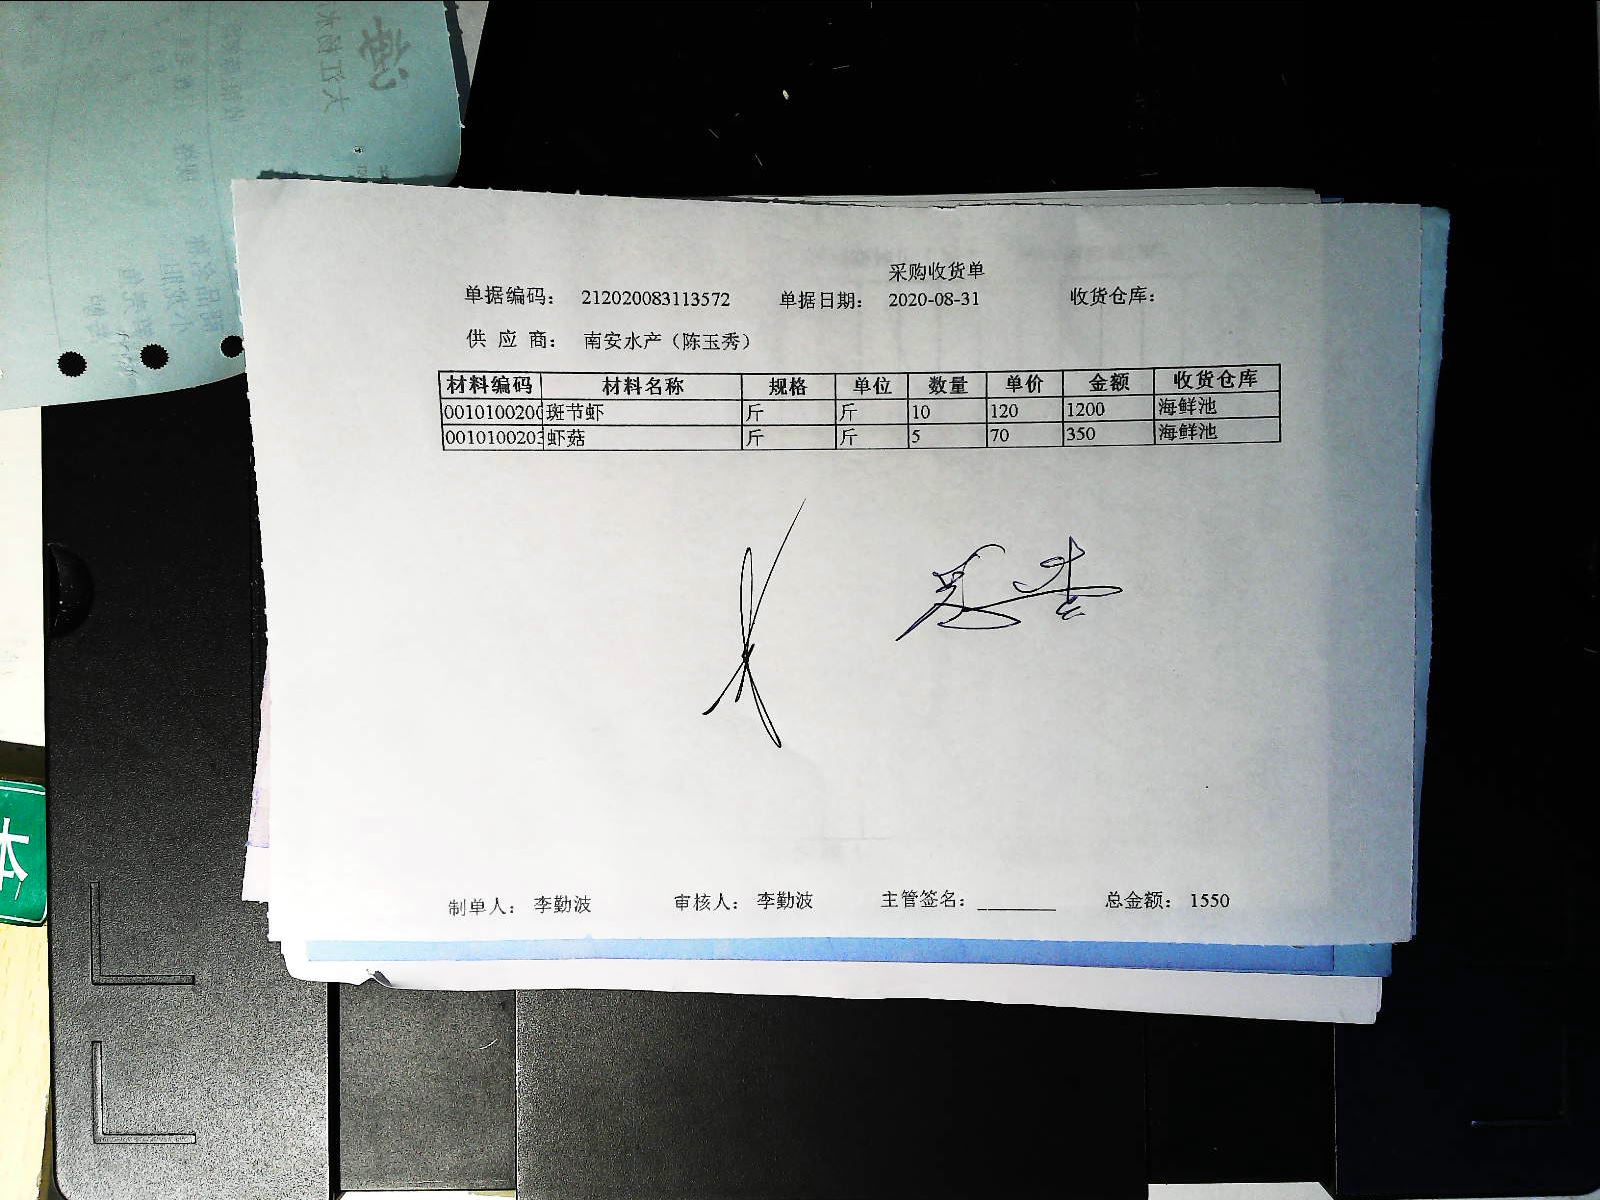 采购收货单
单据编码： 212020083113572 单据日期： 2020-08-31 收货仓库：
供 应 商： 南安水产（陈玉秀）
材料编码 材料名称 规格 单位 数量 单价 金额 收货仓库
001010020 斑节虾 斤 斤 10 120 1200 海鲜池
001010020 虾菇 斤 斤 5 70 350 海鲜池
制单人： 李勤波 审核人： 李勤波 主管签名：________ 总金额： 1550
本